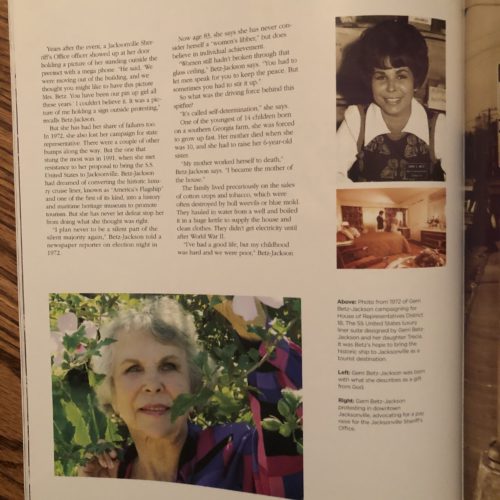 Years after the event, a Jacksonville Sher-
iff's Office officer showed up at her door
holding a picture of her standing outside the
precinct with a mega phone. "He said, 'We
were moving out of the building, and we
thought you might like to have this picture
Mrs. Betz. You have been our pin up girl all
these years.' I couldn't believe it. It was a pic-
ture of me holding a sign outside protesting,"
recalls Betz-Jackson.
But she has had her share of failures too.
In 1972, she also lost her campaign for state
representative. There were a couple of other
bumps along the way. But the one that
stung the most was in 1991, when she met
resistance to her proposal to bring the S.S.
United States to Jacksonville. Betz-Jackson
had dreamed of converting the historic luxu-
ry cruise liner, known as "America's Flagship"
and one of the first of its kind, into a history
and maritime heritage museum to promote
tourism. But she has never let defeat stop her
from doing what she thought was right.
"I plan never to be a silent part of the
silent majority again," Betz-Jackson told a
newspaper reporter on election night in
1972.
Now age 83, she says she has never con-
sider herself a "women's libber," but does
believe in individual achievement.
"Women still hadn't broken through that
glass ceiling," Betz-Jackson says. "You had to
let men speak for you to keep the peace. But
sometimes you had to stir it up."
So what was the driving force behind this
spitfire?
"It's called self-determination," she says.
One of the youngest of 14 children born
on a southern Georgia farm, she was forced
to grow up fast. Her mother died when she
was 10, and she had to raise her 6-year-old
sister.
"My mother worked herself to death,"
Betz-Jackson says. "I became the mother of
the house."
The family lived precariously on the sales
of cotton crops and tobacco, which were
often destroyed by boll weevils or blue mold.
They hauled in water from a well and boiled
it in a huge kettle to supply the house and
clean clothes. They didn't get electricity until
after World War II.
"I've had a good life, but my childhood
was hard and we were poor," Betz-Jackson
Above: Photo from 1972 of Gerri
Betz-Jackson campaigning for
House of Representatives District
16. The SS United States luxury
liner suite designed by Gerri Betz-
Jackson and her daughter Tricia.
It was Betz's hope to bring the
historic ship to Jacksonville as a
tourist destination.
Left: Gerri Betz-Jackson was born
with what she describes as a gift
from God.
Right: Gerri Betz-Jackson
protesting in downtown
Jacksonville, advocating for a pay
raise for the Jacksonville Sheriff's
Office.